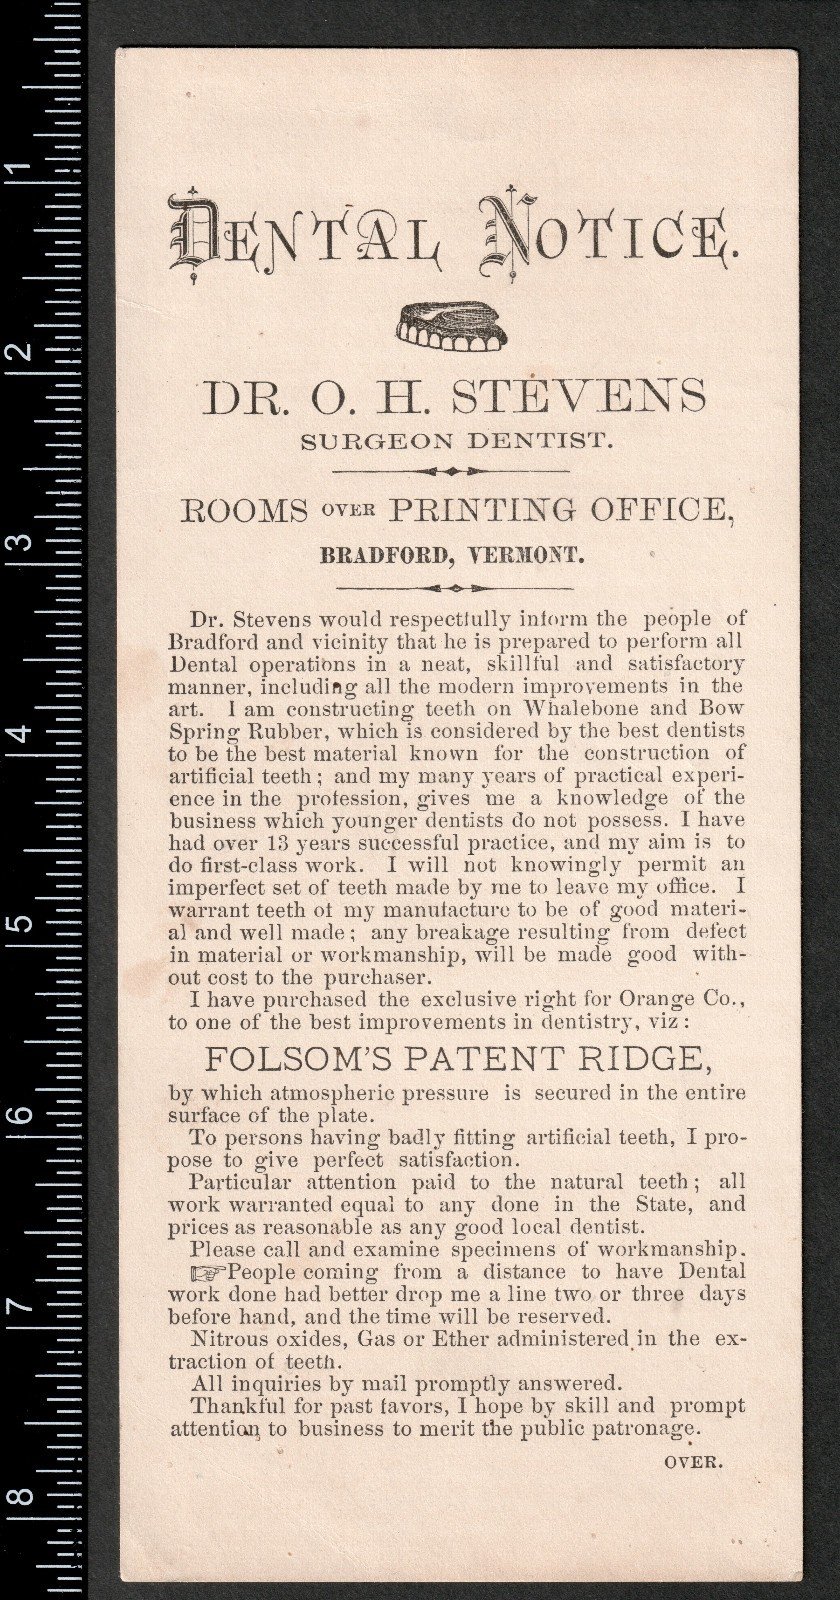 1
2
3
4
5
6
7
8
DENTAL NOTICE.
DR. O. H. STEVENS
SURGEON DENTIST.
ROOMS OVER PRINTING OFFICE,
BRADFORD, VERMONT.
Dr. Stevens would respectfully inform the people of
Bradford and vicinity that he is prepared to perform all
Dental operations in a neat, skillful and satisfactory
manner, including all the modern improvements in the
art. I am constructing teeth on Whalebone and Bow
Spring Rubber, which is considered by the best dentists
to be the best material known for the construction of
artificial teeth; and my many years of practical experi-
ence in the profession, gives me a knowledge of the
business which younger dentists do not possess. I have
had over 13 years successful practice, and my aim is to
do first-class work. I will not knowingly permit an
imperfect set of teeth made by me to leave my office. I
warrant teeth of my manufacture to be of good materi-
al and well made; any breakage resulting from defect
in material or workmanship, will be made good with-
out cost to the purchaser.
I have purchased the exclusive right for Orange Co.,
to one of the best improvements in dentistry, viz:
FOLSOM'S PATENT RIDGE,
by which atmospheric pressure is secured in the entire
surface of the plate.
To persons having badly fitting artificial teeth, I pro-
pose to give perfect satisfaction.
Particular attention paid to the natural teeth; all
work warranted equal to any done in the State, and
prices as reasonable as any good local dentist.
Please call and examine specimens of workmanship.
☞People coming from a distance to have Dental
work done had better drop me a line two or three days
before hand, and the time will be reserved.
Nitrous oxides, Gas or Ether administered in the ex-
traction of teeth.
All inquiries by mail promptly answered.
Thankful for past favors, I hope by skill and prompt
attention to business to merit the public patronage.
OVER.